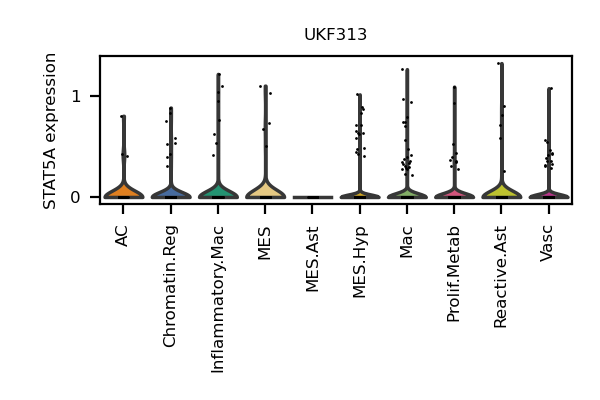 UKF313
STAT5A expression
1
0
AC
Chromatin.Reg
Inflammatory.Mac
MES
MES.Ast
MES.Hyp
Mac
Prolif.Metab
Reactive.Ast
Vasc